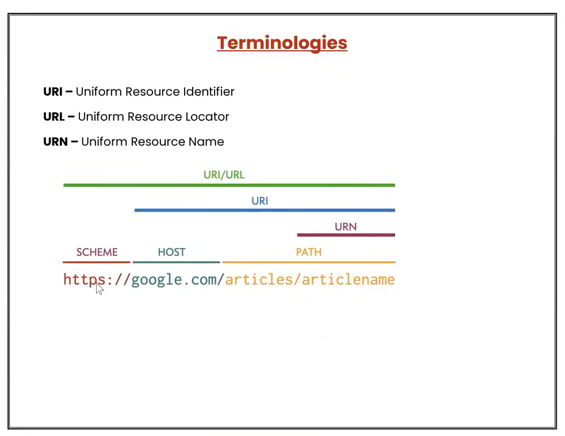 Terminologies
URI – Uniform Resource Identifier
URL – Uniform Resource Locator
URN – Uniform Resource Name
URI/URL
URI
URN
SCHEME HOST PATH
https://google.com/articles/articlename